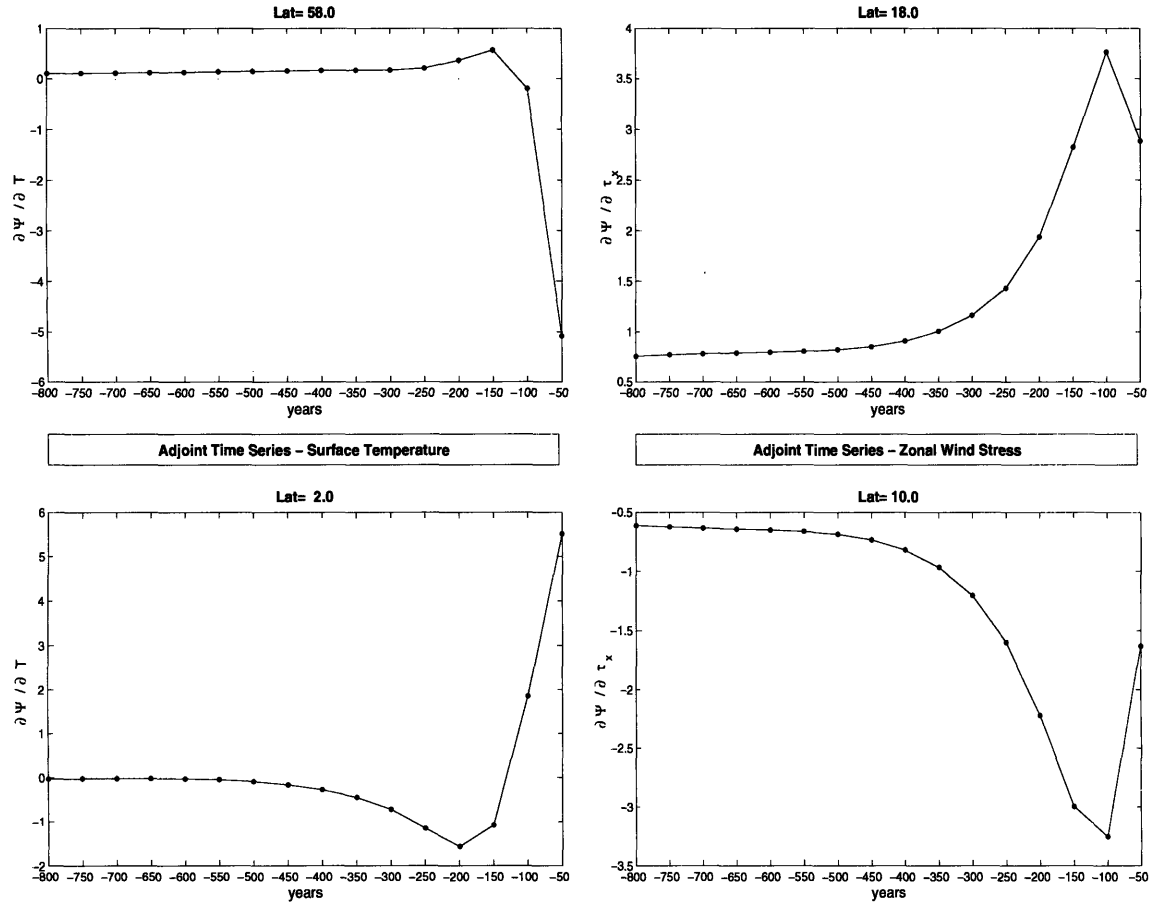 Lat= 58.0
1
0
−1
−2
−3
−4
−5
−6
∂ Ψ / ∂ T
−800 −750 −700 −650 −600 −550 −500 −450 −400 −350 −300 −250 −200 −150 −100 −50
years
Lat= 18.0
4
3.5
3
2.5
2
1.5
1
0.5
∂ Ψ / ∂ τ x
−800 −750 −700 −650 −600 −550 −500 −450 −400 −350 −300 −250 −200 −150 −100 −50
years
Adjoint Time Series − Surface Temperature
Adjoint Time Series − Zonal Wind Stress
Lat= 2.0
6
5
4
3
2
1
0
−1
−2
∂ Ψ / ∂ T
−800 −750 −700 −650 −600 −550 −500 −450 −400 −350 −300 −250 −200 −150 −100 −50
years
Lat= 10.0
−0.5
−1
−1.5
−2
−2.5
−3
−3.5
∂ Ψ / ∂ τ x
−800 −750 −700 −650 −600 −550 −500 −450 −400 −350 −300 −250 −200 −150 −100 −50
years